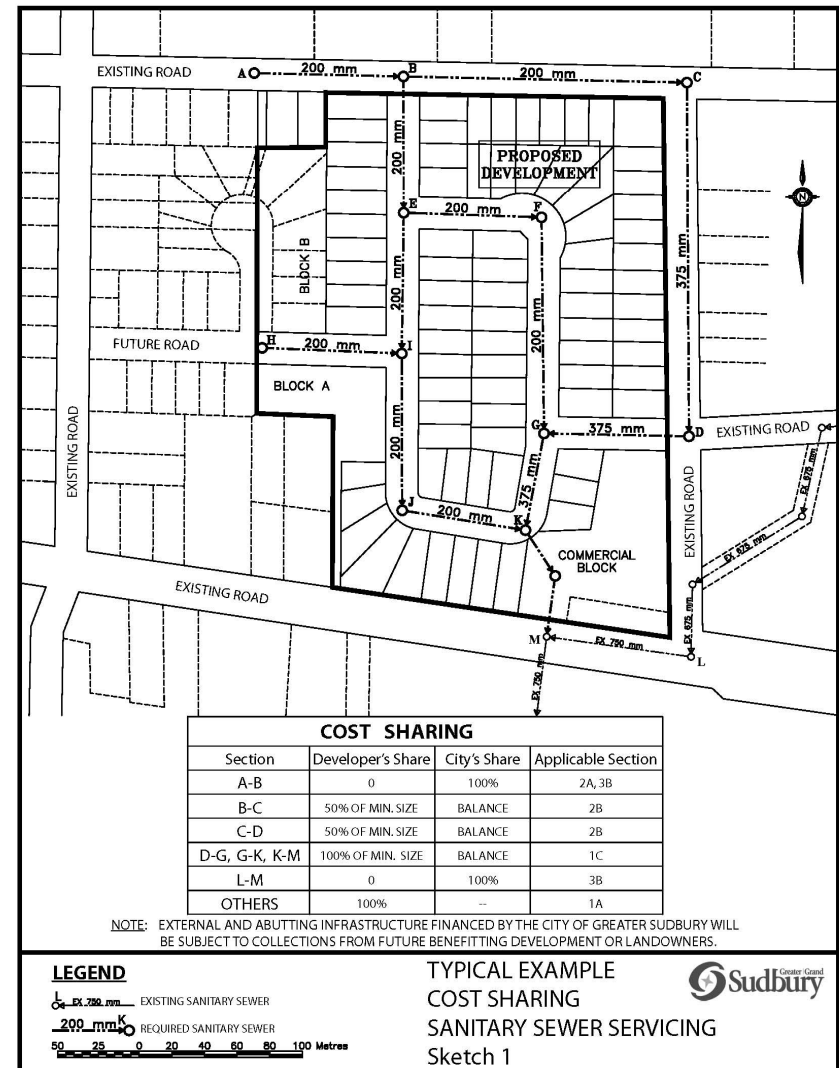 EXISTING ROAD
A
200 mm
B
200 mm
C
200 mm
PROPOSED
DEVELOPMENT
N
E
200 mm
F
BLOCK B
200 mm
375 mm
200 mm
FUTURE ROAD
H
200 mm
I
BLOCK A
EXISTING ROAD
200 mm
G
375 mm
D
EXISTING ROAD
375 mm
EXISTING ROAD
EX 675 mm
J
200 mm
K
COMMERCIAL
BLOCK
EX 675 mm
EXISTING ROAD
EX 675 mm
M
EX 750 mm
L
EX 750 mm
COST SHARING
Section Developer's Share City's Share Applicable Section
A-B 0 100% 2A, 3B
B-C 50% OF MIN. SIZE BALANCE 2B
C-D 50% OF MIN. SIZE BALANCE 2B
D-G, G-K, K-M 100% OF MIN. SIZE BALANCE 1C
L-M 0 100% 3B
OTHERS 100% -- 1A
NOTE: EXTERNAL AND ABUTTING INFRASTRUCTURE FINANCED BY THE CITY OF GREATER SUDBURY WILL
BE SUBJECT TO COLLECTIONS FROM FUTURE BENEFITTING DEVELOPMENT OR LANDOWNERS.
LEGEND
L EX 750 mm EXISTING SANITARY SEWER
200 mm K REQUIRED SANITARY SEWER
50 25 0 20 40 60 80 100 Metres
TYPICAL EXAMPLE
COST SHARING
SANITARY SEWER SERVICING
Sketch 1
Greater Grand
Sudbury